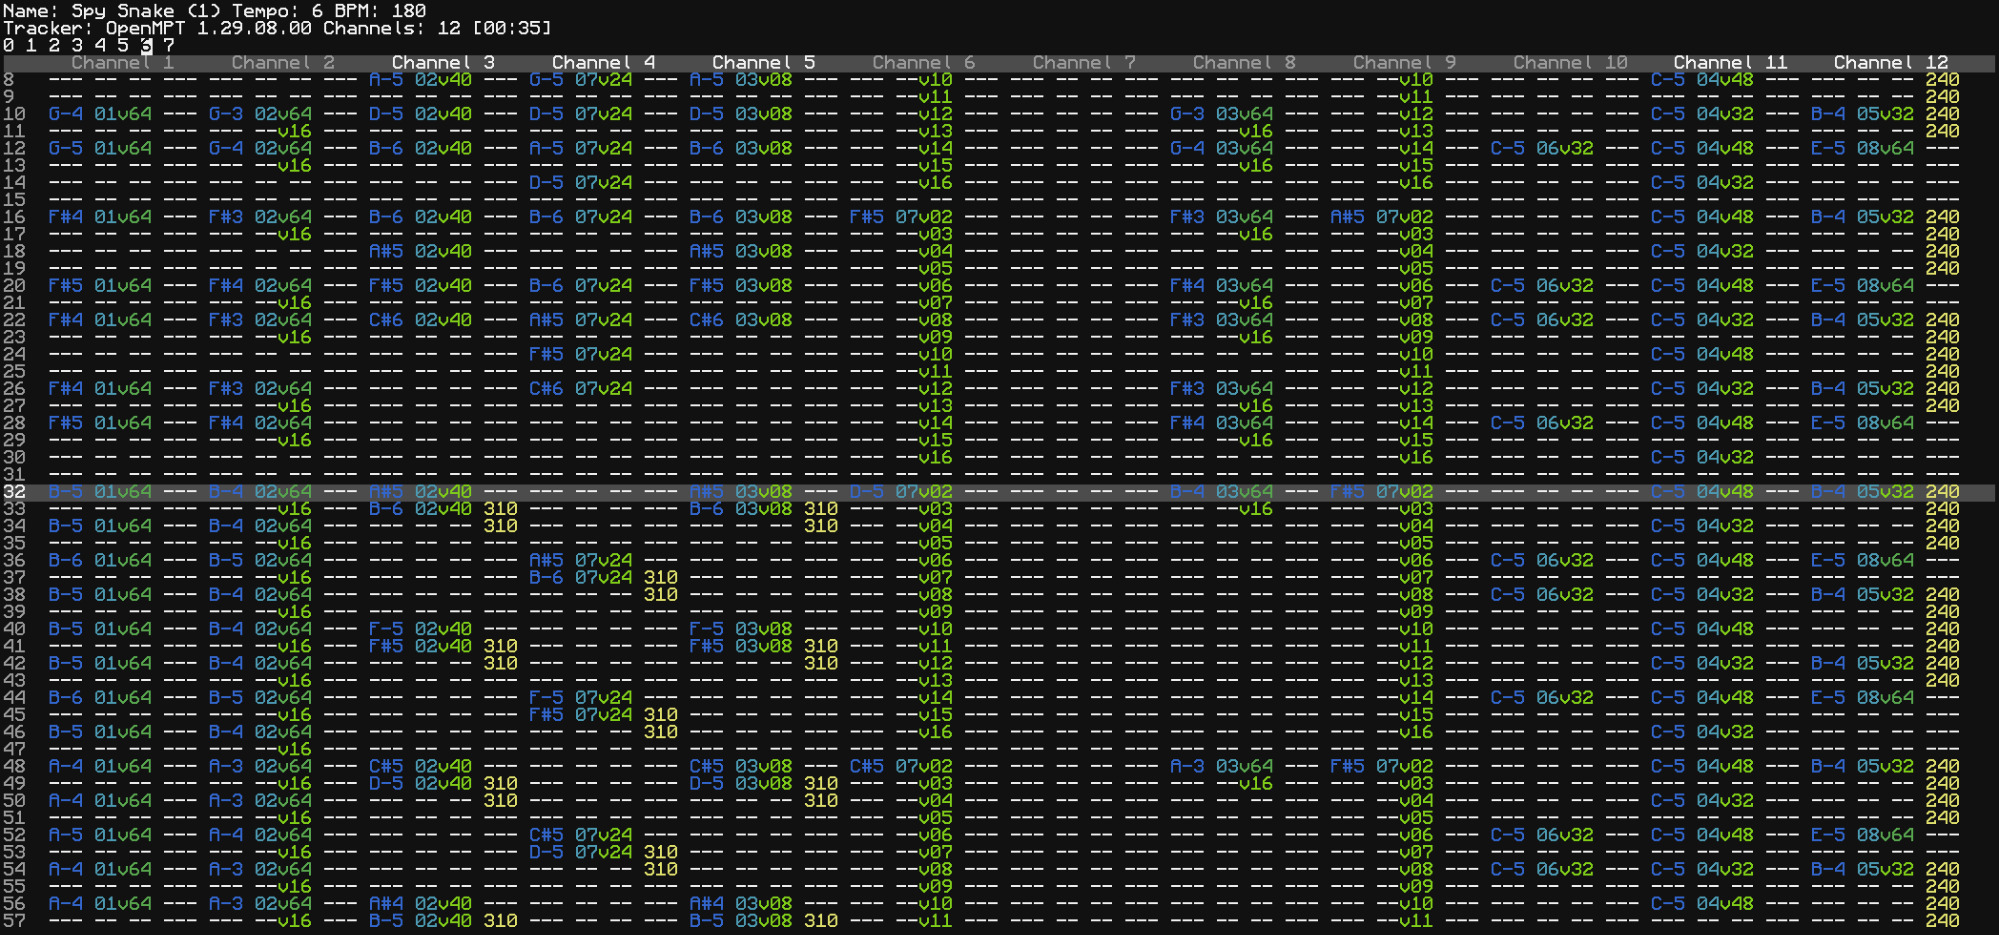 Name: Spy Snake (1) Tempo: 6 BPM: 180
Tracker: OpenMPT 1.29.08.00 Channels: 12 [00:35]
0 1 2 3 4 5 6 7
Channel 1 Channel 2 Channel 3 Channel 4 Channel 5 Channel 6 Channel 7 Channel 8 Channel 9 Channel 10 Channel 11 Channel 12
8 --- -- -- --- --- -- -- --- A-5 02v40 --- G-5 07v24 --- A-5 03v08 --- --- --v10 --- --- -- -- --- --- -- -- --- --- --v10 --- --- -- -- --- C-5 04v48 --- --- -- -- 240
9 --- -- -- --- --- -- -- --- --- -- -- --- --- -- -- --- --- -- -- --- --- --v11 --- --- -- -- --- --- -- -- --- --- --v11 --- --- -- -- --- --- -- -- --- --- -- -- 240
10 G-4 01v64 --- G-3 02v64 --- D-5 02v40 --- D-5 07v24 --- D-5 03v08 --- --- --v12 --- --- -- -- --- G-3 03v64 --- --- --v12 --- --- -- -- --- C-5 04v32 --- B-4 05v32 240
11 --- -- -- --- --- --v16 --- --- -- -- --- --- -- -- --- --- -- -- --- --- --v13 --- --- -- -- --- --- --v16 --- --- --v13 --- --- -- -- --- --- -- -- --- --- -- -- 240
12 G-5 01v64 --- G-4 02v64 --- B-6 02v40 --- A-5 07v24 --- B-6 03v08 --- --- --v14 --- --- -- -- --- G-4 03v64 --- --- --v14 --- C-5 06v32 --- C-5 04v48 --- E-5 08v64 ---
13 --- -- -- --- --- --v16 --- --- -- -- --- --- -- -- --- --- -- -- --- --- --v15 --- --- -- -- --- --- --v16 --- --- --v15 --- --- -- -- --- --- -- -- --- --- -- -- ---
14 --- -- -- --- --- -- -- --- --- -- -- --- D-5 07v24 --- --- -- -- --- --- --v16 --- --- -- -- --- --- -- -- --- --- --v16 --- --- -- -- --- C-5 04v32 --- --- -- -- ---
15 --- -- -- --- --- -- -- --- --- -- -- --- --- -- -- --- --- -- -- --- --- -- -- --- --- -- -- --- --- -- -- --- --- -- -- --- --- -- -- --- --- -- -- --- --- -- -- ---
16 F#4 01v64 --- F#3 02v64 --- B-6 02v40 --- B-6 07v24 --- B-6 03v08 --- F#5 07v02 --- --- -- -- --- F#3 03v64 --- A#5 07v02 --- --- -- -- --- C-5 04v48 --- B-4 05v32 240
17 --- -- -- --- --- --v16 --- --- -- -- --- --- -- -- --- --- -- -- --- --- --v03 --- --- -- -- --- --- --v16 --- --- --v03 --- --- -- -- --- --- -- -- --- --- -- -- 240
18 --- -- -- --- --- -- -- --- A#5 02v40 --- --- -- -- --- A#5 03v08 --- --- --v04 --- --- -- -- --- --- -- -- --- --- --v04 --- --- -- -- --- C-5 04v32 --- --- -- -- 240
19 --- -- -- --- --- -- -- --- --- -- -- --- --- -- -- --- --- -- -- --- --- --v05 --- --- -- -- --- --- -- -- --- --- --v05 --- --- -- -- --- --- -- -- --- --- -- -- 240
20 F#5 01v64 --- F#4 02v64 --- F#5 02v40 --- B-6 07v24 --- F#5 03v08 --- --- --v06 --- --- -- -- --- F#4 03v64 --- --- --v06 --- C-5 06v32 --- C-5 04v48 --- E-5 08v64 ---
21 --- -- -- --- --- --v16 --- --- -- -- --- --- -- -- --- --- -- -- --- --- --v07 --- --- -- -- --- --- --v16 --- --- --v07 --- --- -- -- --- --- -- -- --- --- -- -- ---
22 F#4 01v64 --- F#3 02v64 --- C#6 02v40 --- A#5 07v24 --- C#6 03v08 --- --- --v08 --- --- -- -- --- F#3 03v64 --- --- --v08 --- C-5 06v32 --- C-5 04v32 --- B-4 05v32 240
23 --- -- -- --- --- --v16 --- --- -- -- --- --- -- -- --- --- -- -- --- --- --v09 --- --- -- -- --- --- --v16 --- --- --v09 --- --- -- -- --- --- -- -- --- --- -- -- 240
24 --- -- -- --- --- -- -- --- --- -- -- --- F#5 07v24 --- --- -- -- --- --- --v10 --- --- -- -- --- --- -- -- --- --- --v10 --- --- -- -- --- C-5 04v48 --- --- -- -- 240
25 --- -- -- --- --- -- -- --- --- -- -- --- --- -- -- --- --- -- -- --- --- --v11 --- --- -- -- --- --- -- -- --- --- --v11 --- --- -- -- --- --- -- -- --- --- -- -- 240
26 F#4 01v64 --- F#3 02v64 --- --- -- -- --- C#6 07v24 --- --- -- -- --- --- --v12 --- --- -- -- --- F#3 03v64 --- --- --v12 --- --- -- -- --- C-5 04v32 --- B-4 05v32 240
27 --- -- -- --- --- --v16 --- --- -- -- --- --- -- -- --- --- -- -- --- --- --v13 --- --- -- -- --- --- --v16 --- --- --v13 --- --- -- -- --- --- -- -- --- --- -- -- 240
28 F#5 01v64 --- F#4 02v64 --- --- -- -- --- --- -- -- --- --- -- -- --- --- --v14 --- --- -- -- --- F#4 03v64 --- --- --v14 --- C-5 06v32 --- C-5 04v48 --- E-5 08v64 ---
29 --- -- -- --- --- --v16 --- --- -- -- --- --- -- -- --- --- -- -- --- --- --v15 --- --- -- -- --- --- --v16 --- --- --v15 --- --- -- -- --- --- -- -- --- --- -- -- ---
30 --- -- -- --- --- -- -- --- --- -- -- --- --- -- -- --- --- -- -- --- --- --v16 --- --- -- -- --- --- -- -- --- --- --v16 --- --- -- -- --- C-5 04v32 --- --- -- -- ---
31 --- -- -- --- --- -- -- --- --- -- -- --- --- -- -- --- --- -- -- --- --- -- -- --- --- -- -- --- --- -- -- --- --- -- -- --- --- -- -- --- --- -- -- --- --- -- -- ---
32 B-5 01v64 --- B-4 02v64 --- A#5 02v40 --- --- -- -- --- A#5 03v08 --- D-5 07v02 --- --- -- -- --- B-4 03v64 --- F#5 07v02 --- --- -- -- --- C-5 04v48 --- B-4 05v32 240
33 --- -- -- --- --- --v16 --- B-6 02v40 310 --- -- -- --- B-6 03v08 310 --- --v03 --- --- -- -- --- --- --v16 --- --- --v03 --- --- -- -- --- --- -- -- --- --- -- -- 240
34 B-5 01v64 --- B-4 02v64 --- --- -- -- 310 --- -- -- --- --- -- -- 310 --- --v04 --- --- -- -- --- --- -- -- --- --- --v04 --- --- -- -- --- C-5 04v32 --- --- -- -- 240
35 --- -- -- --- --- --v16 --- --- -- -- --- --- -- -- --- --- -- -- --- --- --v05 --- --- -- -- --- --- -- -- --- --- --v05 --- --- -- -- --- --- -- -- --- --- -- -- 240
36 B-6 01v64 --- B-5 02v64 --- --- -- -- --- A#5 07v24 --- --- -- -- --- --- --v06 --- --- -- -- --- --- -- -- --- --- --v06 --- C-5 06v32 --- C-5 04v48 --- E-5 08v64 ---
37 --- -- -- --- --- --v16 --- --- -- -- --- B-6 07v24 310 --- -- -- --- --- --v07 --- --- -- -- --- --- -- -- --- --- --v07 --- --- -- -- --- --- -- -- --- --- -- -- ---
38 B-5 01v64 --- B-4 02v64 --- --- -- -- --- --- -- -- 310 --- -- -- --- --- --v08 --- --- -- -- --- --- -- -- --- --- --v08 --- C-5 06v32 --- C-5 04v32 --- B-4 05v32 240
39 --- -- -- --- --- --v16 --- --- -- -- --- --- -- -- --- --- -- -- --- --- --v09 --- --- -- -- --- --- -- -- --- --- --v09 --- --- -- -- --- --- -- -- --- --- -- -- 240
40 B-5 01v64 --- B-4 02v64 --- F-5 02v40 --- --- -- -- --- F-5 03v08 --- --- --v10 --- --- -- -- --- --- -- -- --- --- --v10 --- --- -- -- --- C-5 04v48 --- --- -- -- 240
41 --- -- -- --- --- --v16 --- F#5 02v40 310 --- -- -- --- F#5 03v08 310 --- --v11 --- --- -- -- --- --- -- -- --- --- --v11 --- --- -- -- --- --- -- -- --- --- -- -- 240
42 B-5 01v64 --- B-4 02v64 --- --- -- -- 310 --- -- -- --- --- -- -- 310 --- --v12 --- --- -- -- --- --- -- -- --- --- --v12 --- --- -- -- --- C-5 04v32 --- B-4 05v32 240
43 --- -- -- --- --- --v16 --- --- -- -- --- --- -- -- --- --- -- -- --- --- --v13 --- --- -- -- --- --- -- -- --- --- --v13 --- --- -- -- --- --- -- -- --- --- -- -- 240
44 B-6 01v64 --- B-5 02v64 --- --- -- -- --- F-5 07v24 --- --- -- -- --- --- --v14 --- --- -- -- --- --- -- -- --- --- --v14 --- C-5 06v32 --- C-5 04v48 --- E-5 08v64 ---
45 --- -- -- --- --- --v16 --- --- -- -- --- F#5 07v24 310 --- -- -- --- --- --v15 --- --- -- -- --- --- -- -- --- --- --v15 --- --- -- -- --- --- -- -- --- --- -- -- ---
46 B-5 01v64 --- B-4 02v64 --- --- -- -- --- --- -- -- 310 --- -- -- --- --- --v16 --- --- -- -- --- --- -- -- --- --- --v16 --- --- -- -- --- C-5 04v32 --- --- -- -- ---
47 --- -- -- --- --- --v16 --- --- -- -- --- --- -- -- --- --- -- -- --- --- -- -- --- --- -- -- --- --- -- -- --- --- -- -- --- --- -- -- --- --- -- -- --- --- -- -- ---
48 A-4 01v64 --- A-3 02v64 --- C#5 02v40 --- --- -- -- --- C#5 03v08 --- C#5 07v02 --- --- -- -- --- A-3 03v64 --- F#5 07v02 --- --- -- -- --- C-5 04v48 --- B-4 05v32 240
49 --- -- -- --- --- --v16 --- D-5 02v40 310 --- -- -- --- D-5 03v08 310 --- --v03 --- --- -- -- --- --- --v16 --- --- --v03 --- --- -- -- --- --- -- -- --- --- -- -- 240
50 A-4 01v64 --- A-3 02v64 --- --- -- -- 310 --- -- -- --- --- -- -- 310 --- --v04 --- --- -- -- --- --- -- -- --- --- --v04 --- --- -- -- --- C-5 04v32 --- --- -- -- 240
51 --- -- -- --- --- --v16 --- --- -- -- --- --- -- -- --- --- -- -- --- --- --v05 --- --- -- -- --- --- -- -- --- --- --v05 --- --- -- -- --- --- -- -- --- --- -- -- 240
52 A-5 01v64 --- A-4 02v64 --- --- -- -- --- C#5 07v24 --- --- -- -- --- --- --v06 --- --- -- -- --- --- -- -- --- --- --v06 --- C-5 06v32 --- C-5 04v48 --- E-5 08v64 ---
53 --- -- -- --- --- --v16 --- --- -- -- --- D-5 07v24 310 --- -- -- --- --- --v07 --- --- -- -- --- --- -- -- --- --- --v07 --- --- -- -- --- --- -- -- --- --- -- -- ---
54 A-4 01v64 --- A-3 02v64 --- --- -- -- --- --- -- -- 310 --- -- -- --- --- --v08 --- --- -- -- --- --- -- -- --- --- --v08 --- C-5 06v32 --- C-5 04v32 --- B-4 05v32 240
55 --- -- -- --- --- --v16 --- --- -- -- --- --- -- -- --- --- -- -- --- --- --v09 --- --- -- -- --- --- -- -- --- --- --v09 --- --- -- -- --- --- -- -- --- --- -- -- 240
56 A-4 01v64 --- A-3 02v64 --- A#4 02v40 --- --- -- -- --- A#4 03v08 --- --- --v10 --- --- -- -- --- --- -- -- --- --- --v10 --- --- -- -- --- C-5 04v48 --- --- -- -- 240
57 --- -- -- --- --- --v16 --- B-5 02v40 310 --- -- -- --- B-5 03v08 310 --- --v11 --- --- -- -- --- --- -- -- --- --- --v11 --- --- -- -- --- --- -- -- --- --- -- -- 240